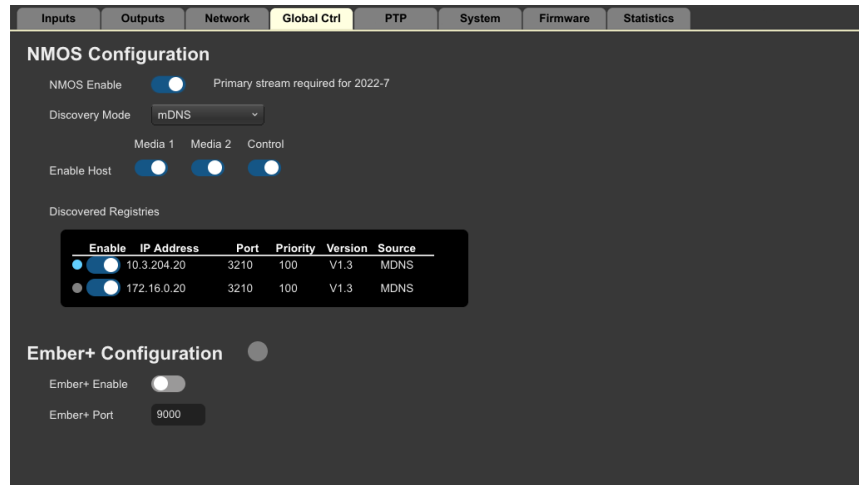 Inputs Outputs Network Global Ctrl PTP System Firmware Statistics
NMOS Configuration
NMOS Enable Primary stream required for 2022-7
Discovery Mode mDNS
Media 1 Media 2 Control
Enable Host
Discovered Registries
Enable IP Address Port Priority Version Source
10.3.204.20 3210 100 V1.3 MDNS
172.16.0.20 3210 100 V1.3 MDNS
Ember+ Configuration
Ember+ Enable
Ember+ Port 9000